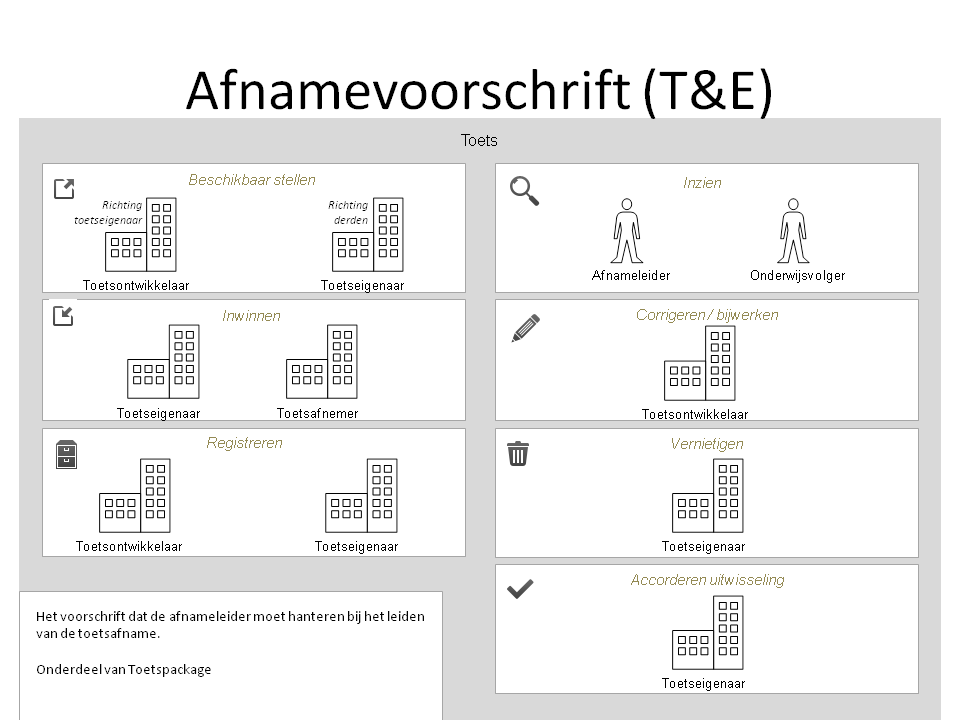 Afnamevoorschrift (T&E)
Toets
Beschikbaar stellen
Richting
toetseigenaar
Richting
derden
Toetsontwikkelaar
Toetseigenaar
Inwinnen
Toetseigenaar
Toetsafnemer
Registreren
Toetsontwikkelaar
Toetseigenaar
Het voorschrift dat de afnameleider moet hanteren bij het leiden
van de toetsafname.
Onderdeel van Toetspackage
Inzien
Afnameleider
Onderwijsvolger
Corrigeren / bijwerken
Toetsontwikkelaar
Vernietigen
Toetseigenaar
Accorderen uitwisseling
Toetseigenaar